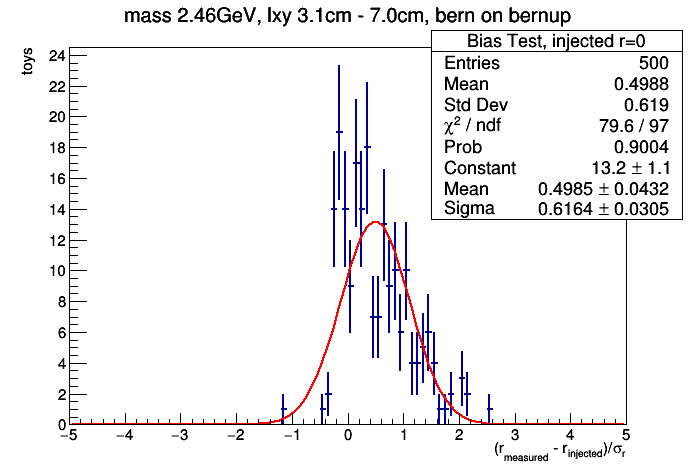 mass 2.46GeV, lxy 3.1cm - 7.0cm, bern on bernup
Bias Test, injected r=0
Entries 500
Mean 0.4988
Std Dev 0.619
χ² / ndf 79.6 / 97
Prob 0.9004
Constant 13.2 ± 1.1
Mean 0.4985 ± 0.0432
Sigma 0.6164 ± 0.0305
toys
24
22
20
18
16
14
12
10
8
6
4
2
0
−5 −4 −3 −2 −1 0 1 2 3 4 5
(r_measured - r_injected)/σ_r